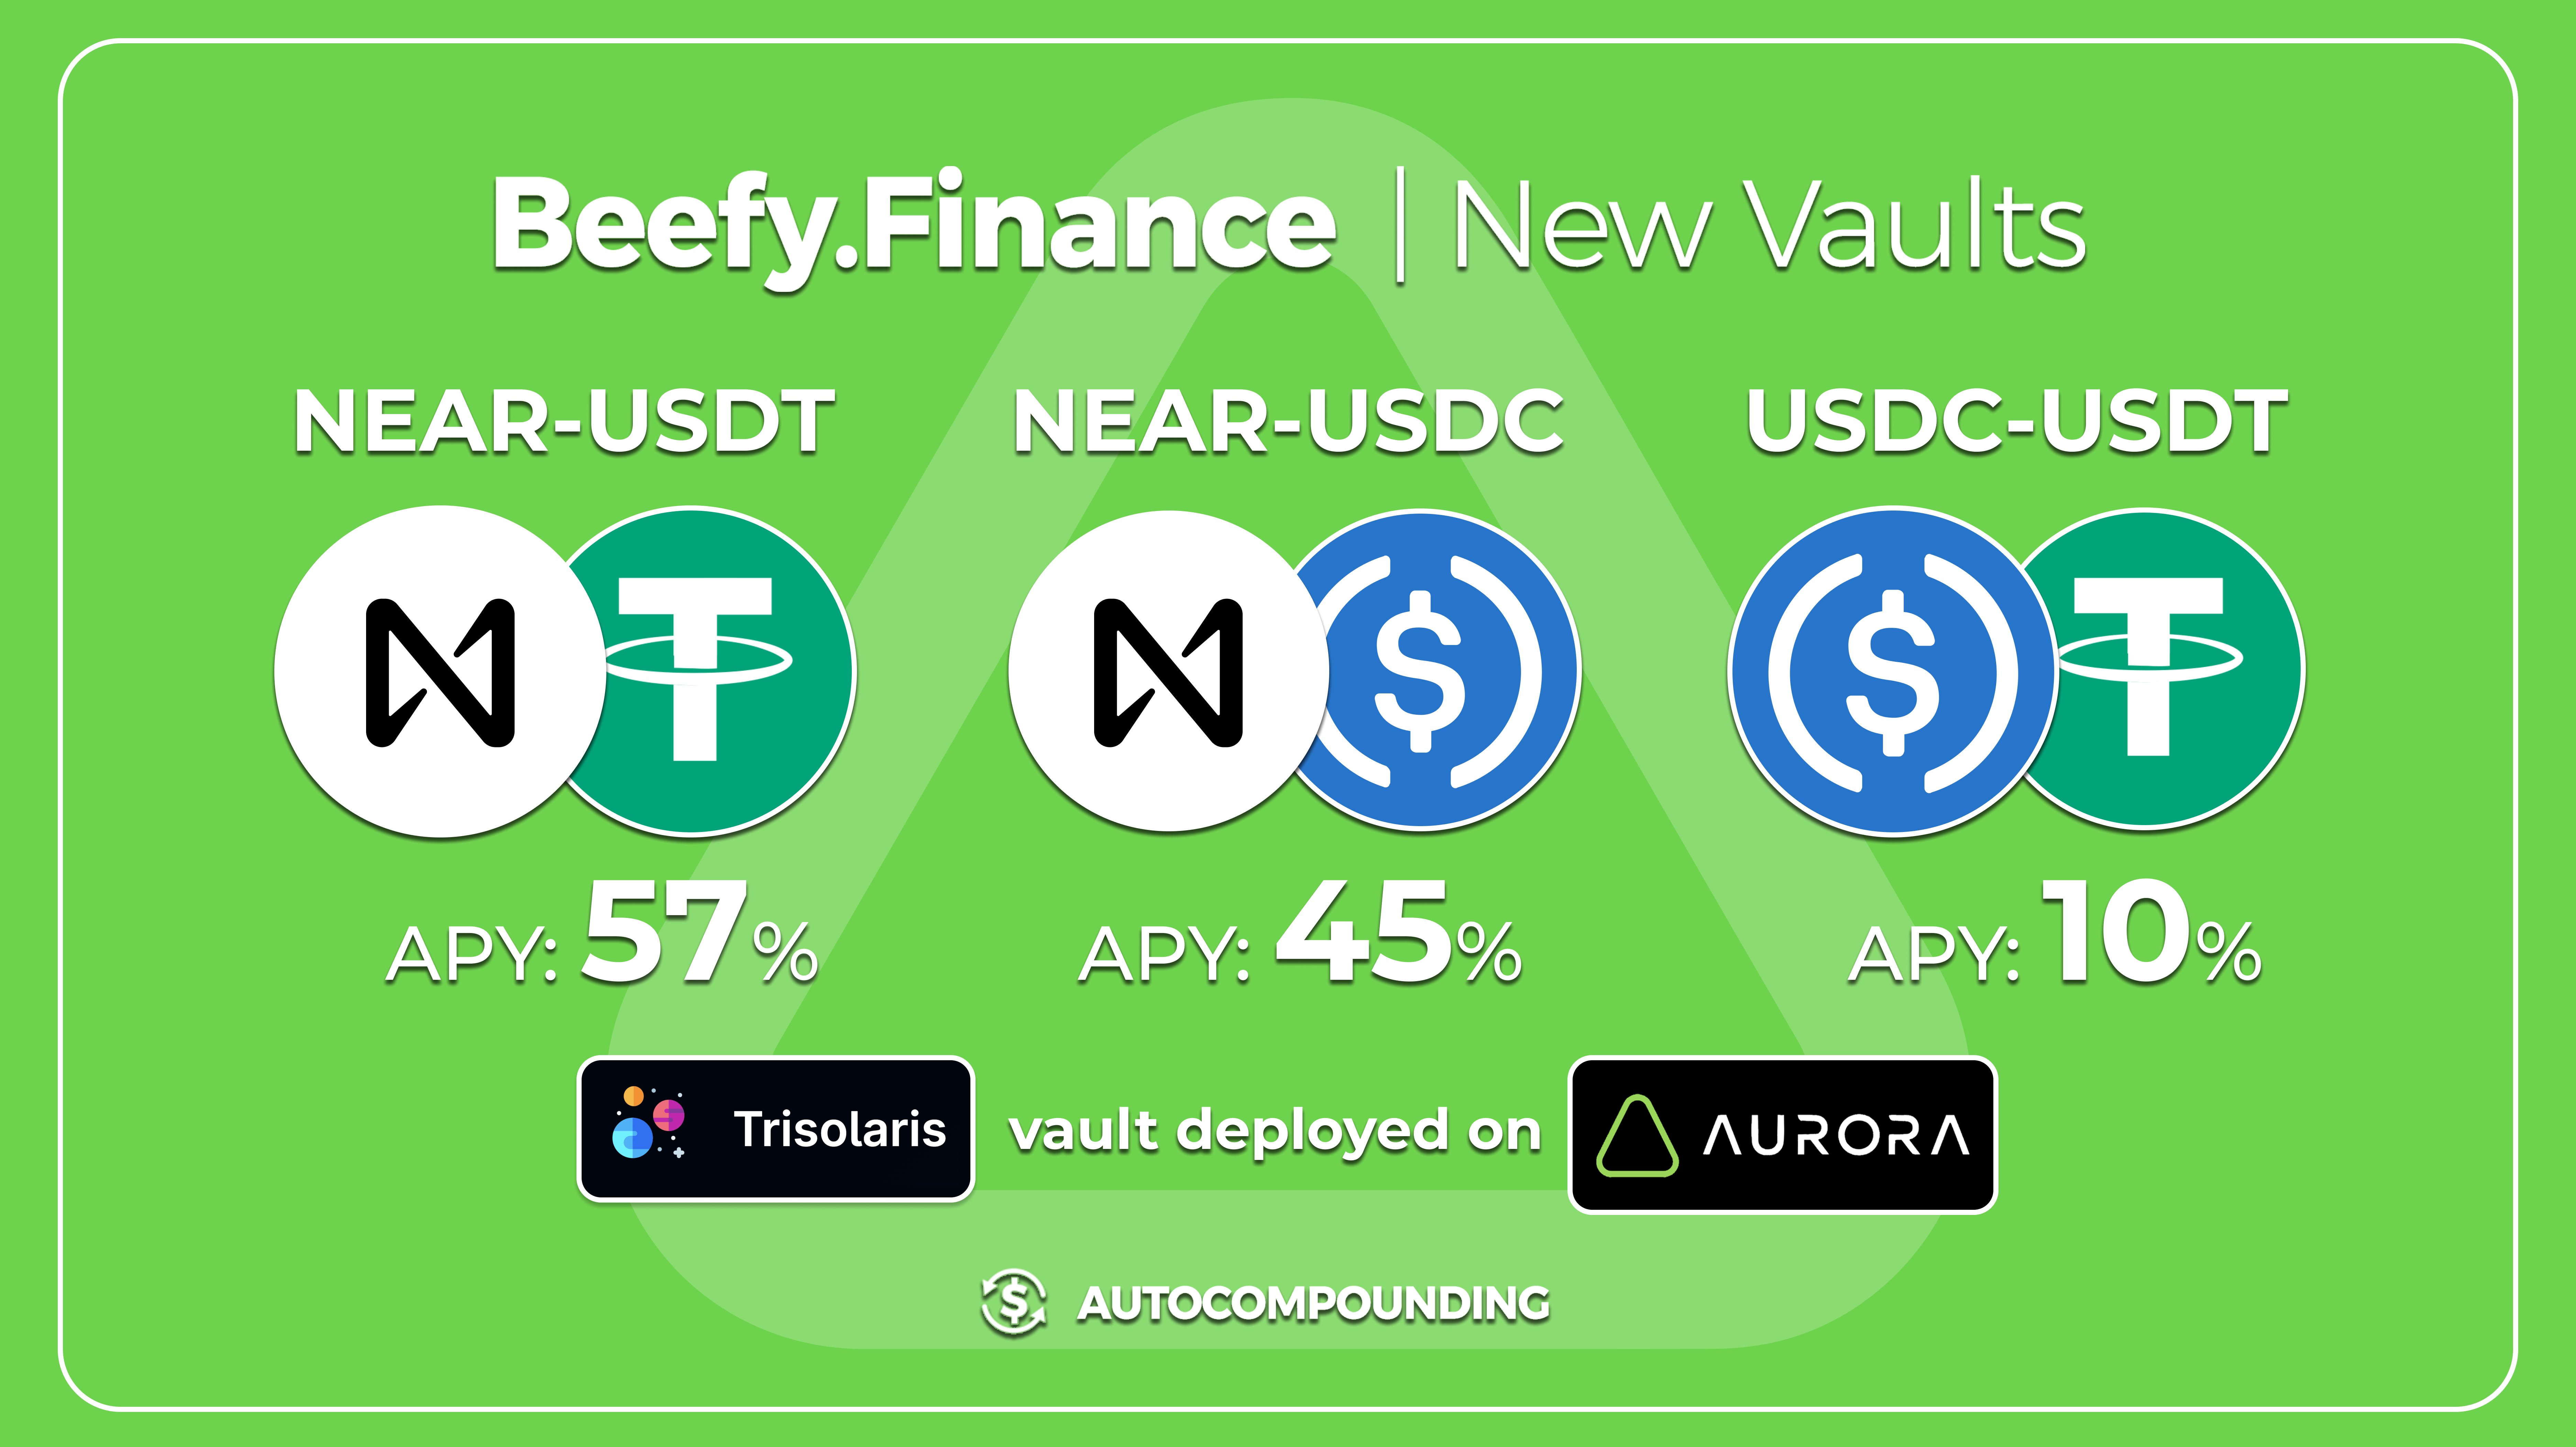 Beefy.Finance | New Vaults
NEAR-USDT
NEAR-USDC
USDC-USDT
APY: 57%
APY: 45%
APY: 10%
Trisolaris vault deployed on AURORA
AUTOCOMPOUNDING